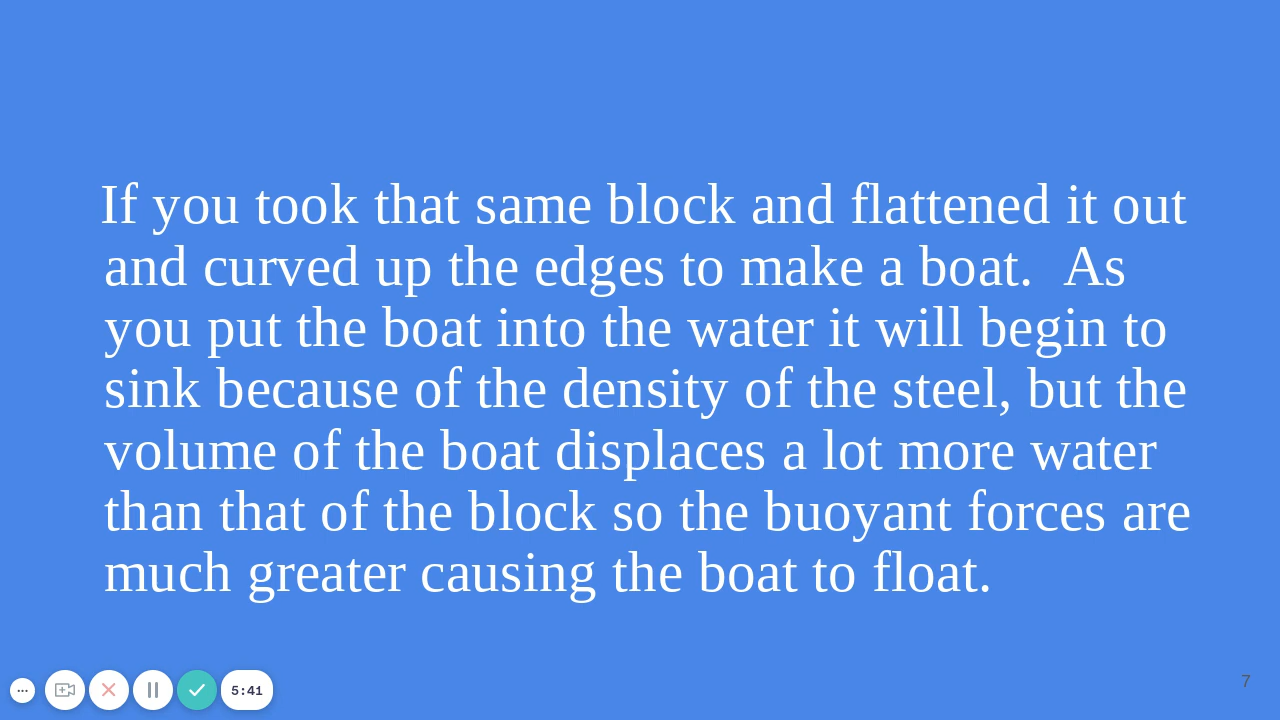 If you took that same block and flattened it out
and curved up the edges to make a boat.  As
you put the boat into the water it will begin to
sink because of the density of the steel, but the
volume of the boat displaces a lot more water
than that of the block so the buoyant forces are
much greater causing the boat to float.
5:41
7